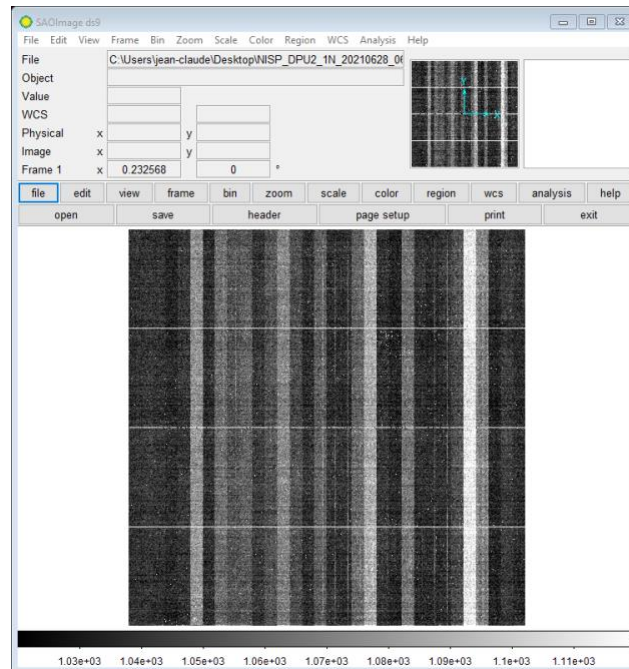 SAOImage ds9
File Edit View Frame Bin Zoom Scale Color Region WCS Analysis Help
File C:\Users\jean-claude\Desktop\NISP_DPU2_1N_20210628_06
Object
Value
WCS
Physical x y
Image x y
Frame 1 x 0.232568 0 °
file edit view frame bin zoom scale color region wcs analysis help
open save header page setup print exit
Y
X
1.03e+03 1.04e+03 1.05e+03 1.06e+03 1.07e+03 1.08e+03 1.09e+03 1.1e+03 1.11e+03